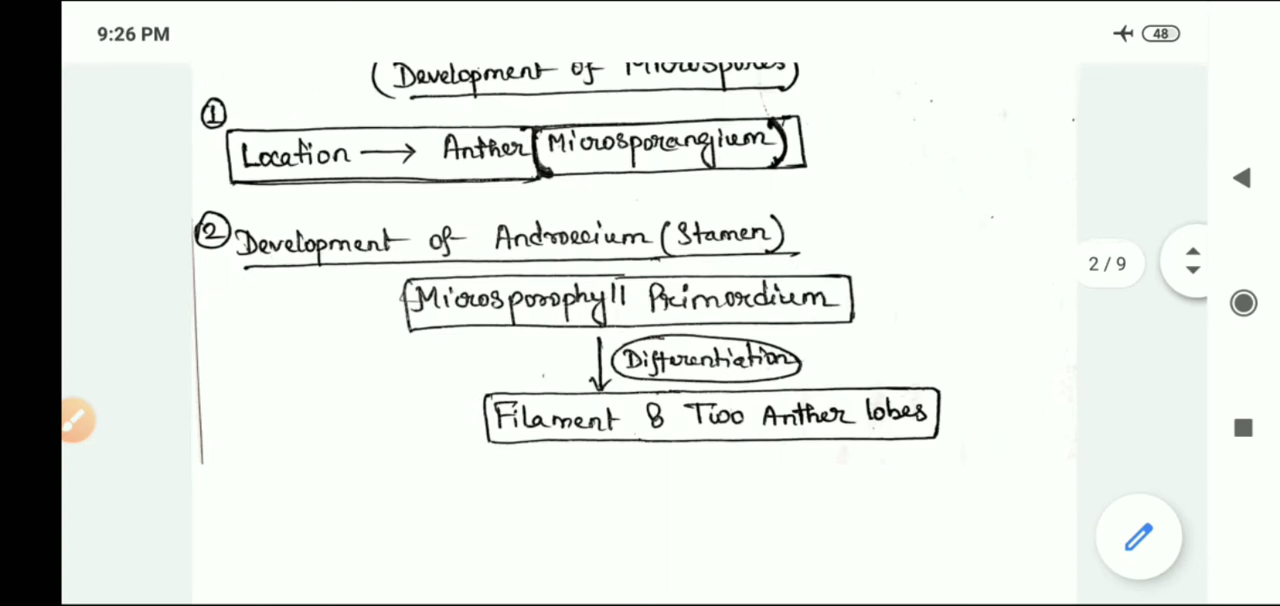 9:26 PM
48
(Development of Microspores)
①
Location → Anther (Microsporangium)
② Development of Androecium (Stamen)
2 / 9
Microsporophyll Primordium
↓ Differentiation
Filament & Two Anther lobes